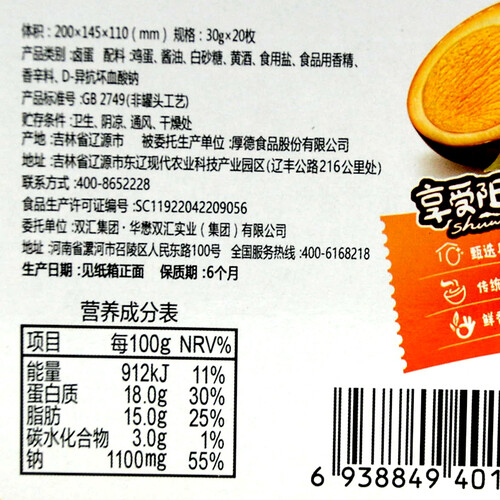 体积：200×145×110（mm）规格：30g×20枚
产品类别:卤蛋 配料:鸡蛋、酱油、白砂糖、黄酒、食用盐、食品用香精、
香辛料、D-异抗坏血酸钠
产品标准号:GB 2749(非罐头工艺)
贮存条件:卫生、阴凉、通风、干燥处
产 地:吉林省辽源市 被委托生产单位:厚德食品股份有限公司
地址:吉林省辽源市东辽现代农业科技产业园区(辽丰公路216公里处)
联系方式:400-8652228
食品生产许可证编号:SC11922042209056
委托单位:双汇集团·华懋双汇实业（集团）有限公司
地址:河南省漯河市召陵区人民东路100号 全国服务热线:400-6168218
生产日期:见纸箱正面 保质期:6个月
享受阳
甄选
传统
鲜香
营养成分表
项目 每100g NRV%
能量 912kJ 11%
蛋白质 18.0g 30%
脂肪 15.0g 25%
碳水化合物 3.0g 1%
钠 1100mg 55%
6 938849 401